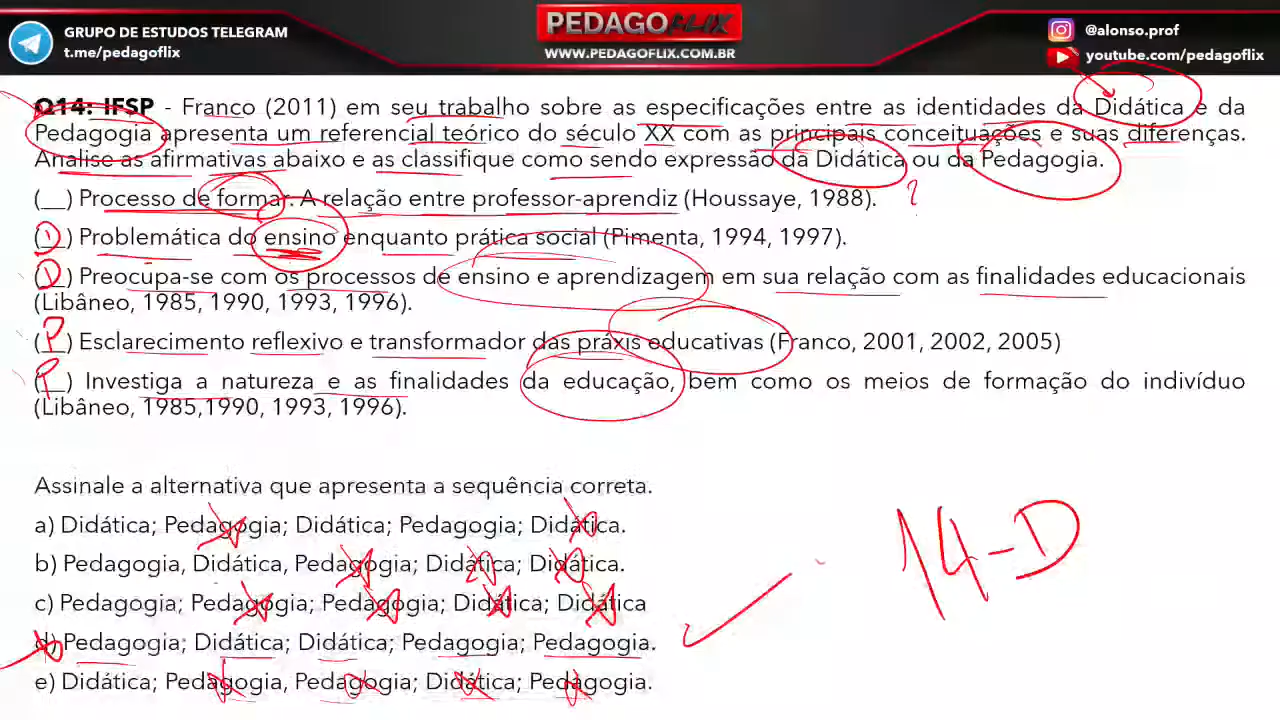 GRUPO DE ESTUDOS TELEGRAM
t.me/pedagoflix
PEDAGOFLIX
WWW.PEDAGOFLIX.COM.BR
@alonso.prof
youtube.com/pedagoflix
Q14: IFSP - Franco (2011) em seu trabalho sobre as especificações entre as identidades da Didática e da
Pedagogia apresenta um referencial teórico do século XX com as principais conceituações e suas diferenças.
Analise as afirmativas abaixo e as classifique como sendo expressão da Didática ou da Pedagogia.
(__) Processo de formar. A relação entre professor-aprendiz (Houssaye, 1988). ?
(__) Problemática do ensino enquanto prática social (Pimenta, 1994, 1997).
(__) Preocupa-se com os processos de ensino e aprendizagem em sua relação com as finalidades educacionais
(Libâneo, 1985, 1990, 1993, 1996).
(__) Esclarecimento reflexivo e transformador das práxis educativas (Franco, 2001, 2002, 2005)
(__) Investiga a natureza e as finalidades da educação, bem como os meios de formação do indivíduo
(Libâneo, 1985,1990, 1993, 1996).
D
D
P
P
Assinale a alternativa que apresenta a sequência correta.
a) Didática; Pedagogia; Didática; Pedagogia; Didática.
b) Pedagogia, Didática, Pedagogia; Didática; Didática.
c) Pedagogia; Pedagogia; Pedagogia; Didática; Didática
d) Pedagogia; Didática; Didática; Pedagogia; Pedagogia.
e) Didática; Pedagogia, Pedagogia; Didática; Pedagogia.
14-D